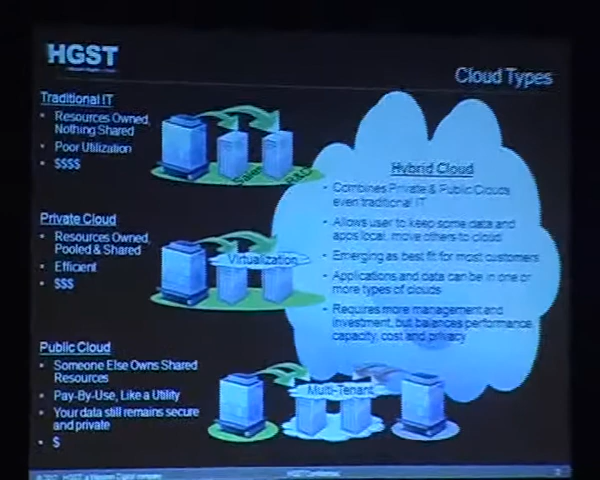 HGST
Cloud Types
Traditional IT
• Resources Owned,
Nothing Shared
• Poor Utilization
• $$$$
Sales
R&D
Private Cloud
• Resources Owned,
Pooled & Shared
• Efficient
• $$$
Virtualization
Public Cloud
• Someone Else Owns Shared
Resources
• Pay-By-Use, Like a Utility
• Your data still remains secure
and private
• $
Multi-Tenant
Hybrid Cloud
• Combines Private & Public Clouds
even traditional IT
• Allows user to keep some data and
apps local, move others to cloud
• Emerging as best fit for most customers
• Applications and data can be in one or
more types of clouds
• Requires more management and
investment, but balances performance
capacity, cost and privacy
HGST Confidential